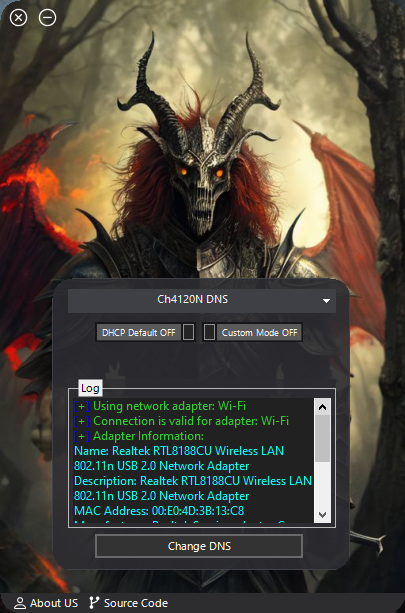 Ch4120N DNS
DHCP Default OFF
Custom Mode OFF
Log
[+] Using network adapter: Wi-Fi
[+] Connection is valid for adapter: Wi-Fi
[+] Adapter Information:
Name: Realtek RTL8188CU Wireless LAN
802.11n USB 2.0 Network Adapter
Description: Realtek RTL8188CU Wireless LAN
802.11n USB 2.0 Network Adapter
MAC Address: 00:E0:4D:3B:13:C8
Change DNS
About US
Source Code